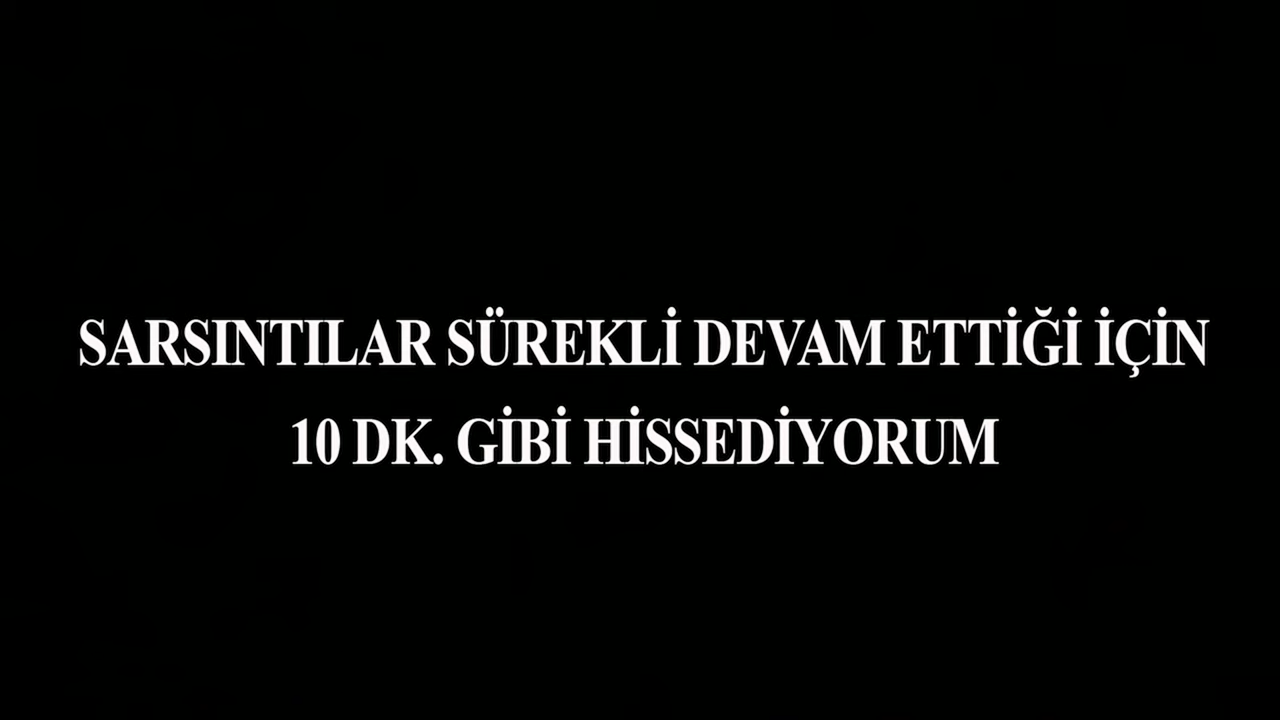 SARSINTILAR SÜREKLİ DEVAM ETTİĞİ İÇİN
10 DK. GİBİ HİSSEDİYORUM